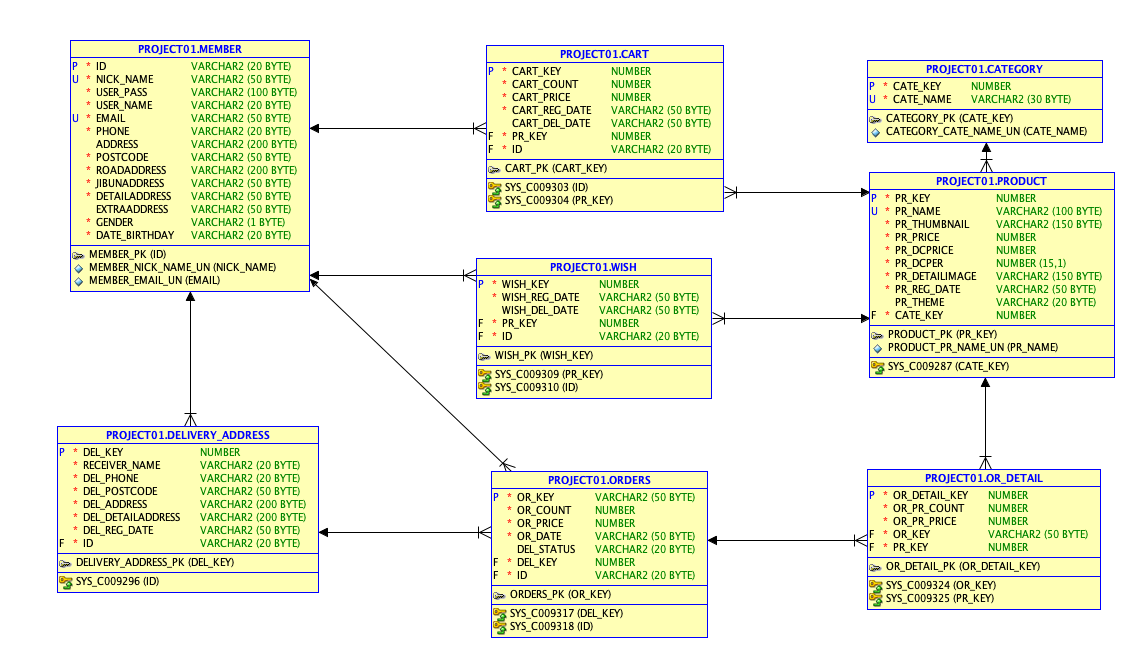 PROJECT01.MEMBER
P * ID VARCHAR2 (20 BYTE)
U * NICK_NAME VARCHAR2 (50 BYTE)
* USER_PASS VARCHAR2 (100 BYTE)
* USER_NAME VARCHAR2 (20 BYTE)
U * EMAIL VARCHAR2 (50 BYTE)
* PHONE VARCHAR2 (20 BYTE)
ADDRESS VARCHAR2 (200 BYTE)
* POSTCODE VARCHAR2 (50 BYTE)
* ROADADDRESS VARCHAR2 (200 BYTE)
* JIBUNADDRESS VARCHAR2 (50 BYTE)
* DETAILADDRESS VARCHAR2 (50 BYTE)
EXTRAADDRESS VARCHAR2 (50 BYTE)
* GENDER VARCHAR2 (1 BYTE)
* DATE_BIRTHDAY VARCHAR2 (20 BYTE)
MEMBER_PK (ID)
MEMBER_NICK_NAME_UN (NICK_NAME)
MEMBER_EMAIL_UN (EMAIL)
PROJECT01.CART
P * CART_KEY NUMBER
* CART_COUNT NUMBER
* CART_PRICE NUMBER
* CART_REG_DATE VARCHAR2 (50 BYTE)
CART_DEL_DATE VARCHAR2 (50 BYTE)
F * PR_KEY NUMBER
F * ID VARCHAR2 (20 BYTE)
CART_PK (CART_KEY)
SYS_C009303 (ID)
SYS_C009304 (PR_KEY)
PROJECT01.CATEGORY
P * CATE_KEY NUMBER
U * CATE_NAME VARCHAR2 (30 BYTE)
CATEGORY_PK (CATE_KEY)
CATEGORY_CATE_NAME_UN (CATE_NAME)
PROJECT01.PRODUCT
P * PR_KEY NUMBER
U * PR_NAME VARCHAR2 (100 BYTE)
* PR_THUMBNAIL VARCHAR2 (150 BYTE)
* PR_PRICE NUMBER
* PR_DCPRICE NUMBER
* PR_DCPER NUMBER (15,1)
* PR_DETAILIMAGE VARCHAR2 (150 BYTE)
* PR_REG_DATE VARCHAR2 (50 BYTE)
PR_THEME VARCHAR2 (20 BYTE)
F * CATE_KEY NUMBER
PRODUCT_PK (PR_KEY)
PRODUCT_PR_NAME_UN (PR_NAME)
SYS_C009287 (CATE_KEY)
PROJECT01.WISH
P * WISH_KEY NUMBER
* WISH_REG_DATE VARCHAR2 (50 BYTE)
WISH_DEL_DATE VARCHAR2 (50 BYTE)
F * PR_KEY NUMBER
F * ID VARCHAR2 (20 BYTE)
WISH_PK (WISH_KEY)
SYS_C009309 (PR_KEY)
SYS_C009310 (ID)
PROJECT01.DELIVERY_ADDRESS
P * DEL_KEY NUMBER
* RECEIVER_NAME VARCHAR2 (20 BYTE)
* DEL_PHONE VARCHAR2 (20 BYTE)
* DEL_POSTCODE VARCHAR2 (50 BYTE)
* DEL_ADDRESS VARCHAR2 (200 BYTE)
* DEL_DETAILADDRESS VARCHAR2 (200 BYTE)
* DEL_REG_DATE VARCHAR2 (50 BYTE)
F * ID VARCHAR2 (20 BYTE)
DELIVERY_ADDRESS_PK (DEL_KEY)
SYS_C009296 (ID)
PROJECT01.ORDERS
P * OR_KEY VARCHAR2 (50 BYTE)
* OR_COUNT NUMBER
* OR_PRICE NUMBER
* OR_DATE VARCHAR2 (50 BYTE)
DEL_STATUS VARCHAR2 (20 BYTE)
F * DEL_KEY NUMBER
F * ID VARCHAR2 (20 BYTE)
ORDERS_PK (OR_KEY)
SYS_C009317 (DEL_KEY)
SYS_C009318 (ID)
PROJECT01.OR_DETAIL
P * OR_DETAIL_KEY NUMBER
* OR_PR_COUNT NUMBER
* OR_PR_PRICE NUMBER
F * OR_KEY VARCHAR2 (50 BYTE)
F * PR_KEY NUMBER
OR_DETAIL_PK (OR_DETAIL_KEY)
SYS_C009324 (OR_KEY)
SYS_C009325 (PR_KEY)